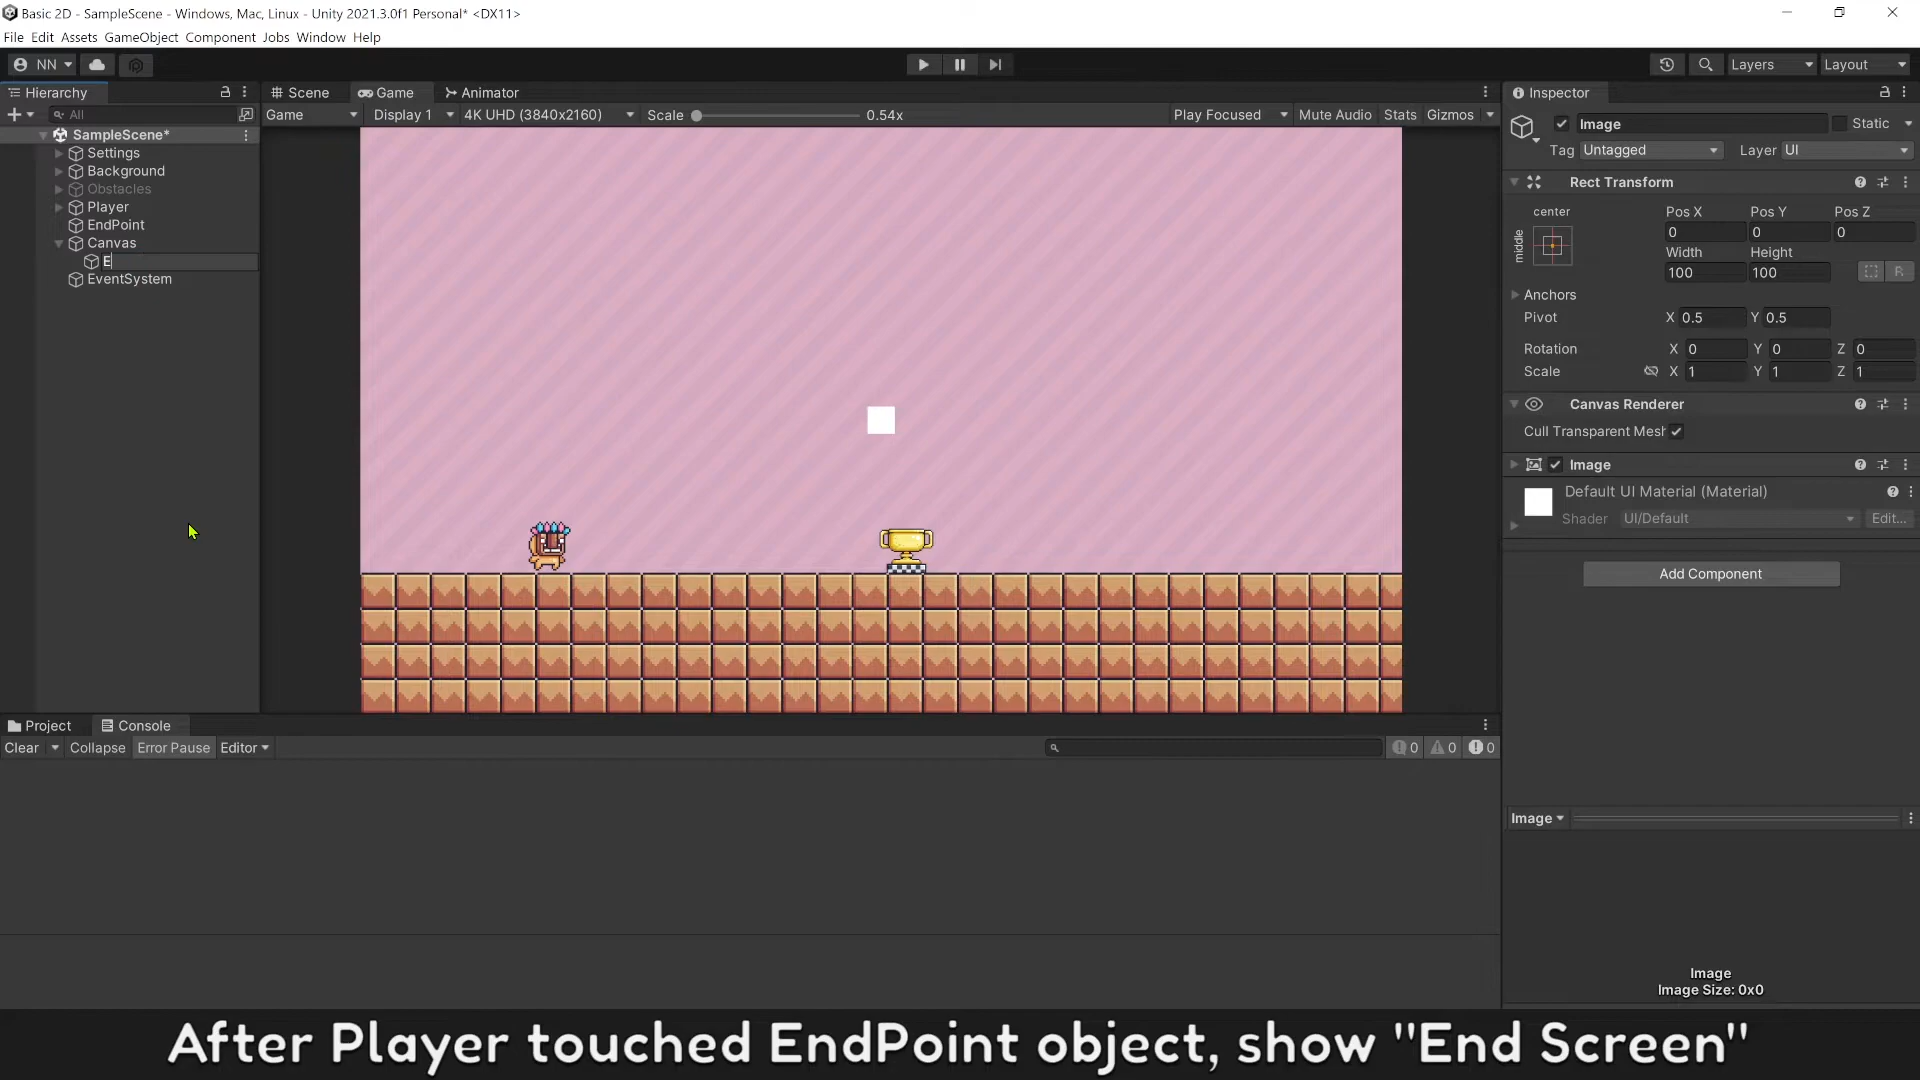 Basic 2D - SampleScene - Windows, Mac, Linux - Unity 2021.3.0f1 Personal* <DX11>
File Edit Assets GameObject Component Jobs Window Help
NN Layers Layout
Hierarchy Scene Game Animator Inspector
All Game Display 1 4K UHD (3840x2160) Scale 0.54x Play Focused Mute Audio Stats Gizmos
SampleScene*
Settings
Background
Obstacles
Player
EndPoint
Canvas
E
EventSystem
Image Static
Tag Untagged Layer UI
Rect Transform
center Pos X Pos Y Pos Z
middle 0 0 0
Width Height
100 100 R
Anchors
Pivot X 0.5 Y 0.5
Rotation X 0 Y 0 Z 0
Scale X 1 Y 1 Z 1
Canvas Renderer
Cull Transparent Mesh
Image
Default UI Material (Material)
Shader UI/Default Edit...
Add Component
Project Console
Clear Collapse Error Pause Editor 0 0 0
Image
Image
Image Size: 0x0
After Player touched EndPoint object, show "End Screen"